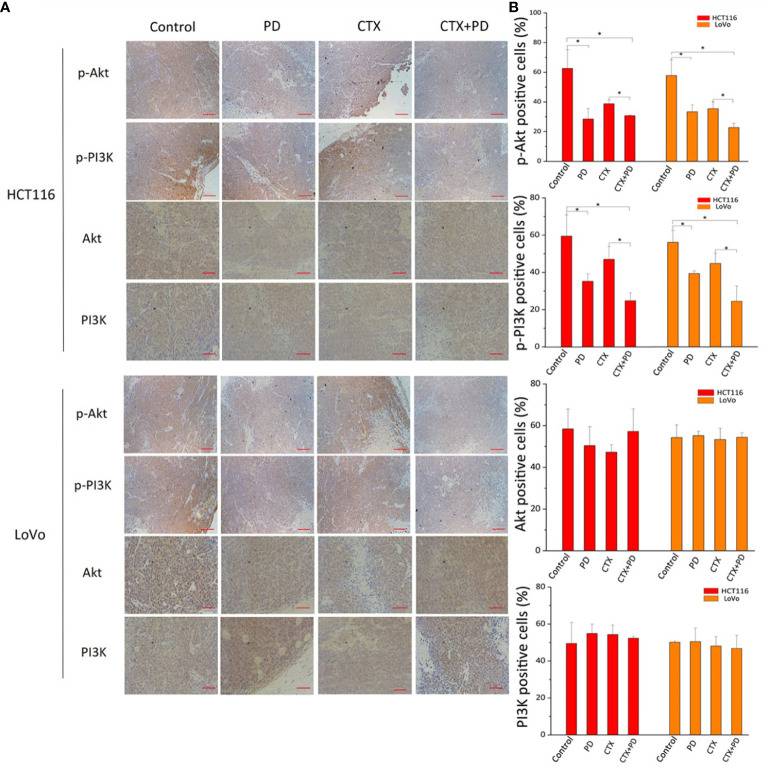 A
Control PD CTX CTX+PD
HCT116
p-Akt
p-PI3K
Akt
PI3K
LoVo
p-Akt
p-PI3K
Akt
PI3K
B
p-Akt positive cells (%)
100
80
60
40
20
0
HCT116
LoVo
* * * * * *
Control PD CTX CTX+PD Control PD CTX CTX+PD
p-PI3K positive cells (%)
80
60
40
20
0
HCT116
LoVo
* * * * * *
Control PD CTX CTX+PD Control PD CTX CTX+PD
Akt positive cells (%)
80
60
40
20
0
HCT116
LoVo
Control PD CTX CTX+PD Control PD CTX CTX+PD
PI3K positive cells (%)
80
60
40
20
0
HCT116
LoVo
Control PD CTX CTX+PD Control PD CTX CTX+PD